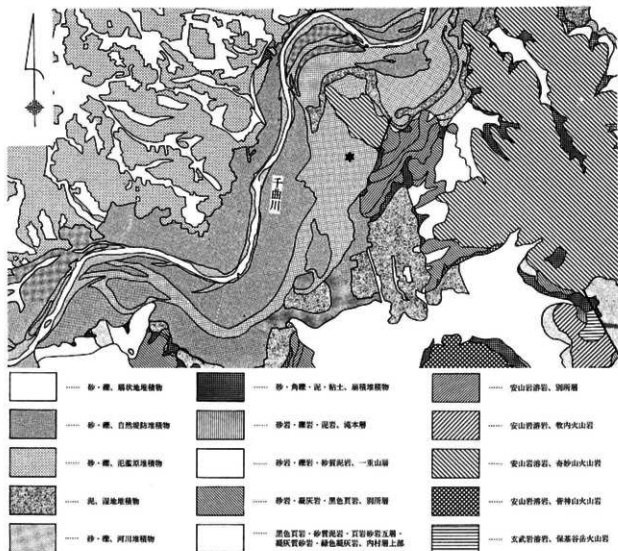 千曲川
砂・礫、扇状地堆積物
砂・礫、自然堤防堆積物
砂・礫、氾濫原堆積物
泥、湿地堆積物
砂・礫、河川堆積物
砂・角礫・泥・粘土、崩積堆積物
砂岩・礫岩・泥岩、滝本層
砂岩・礫岩・砂質泥岩、一重山層
砂岩・凝灰岩・黒色頁岩、別所層
黒色頁岩・砂質泥岩・頁岩砂岩互層・
凝灰質砂岩・緑色凝灰岩、内村層上部
安山岩溶岩、別所層
安山岩溶岩、牧内火山岩
安山岩溶岩、奇妙山火山岩
安山岩溶岩、皆神山火山岩
玄武岩溶岩、保基谷岳火山岩